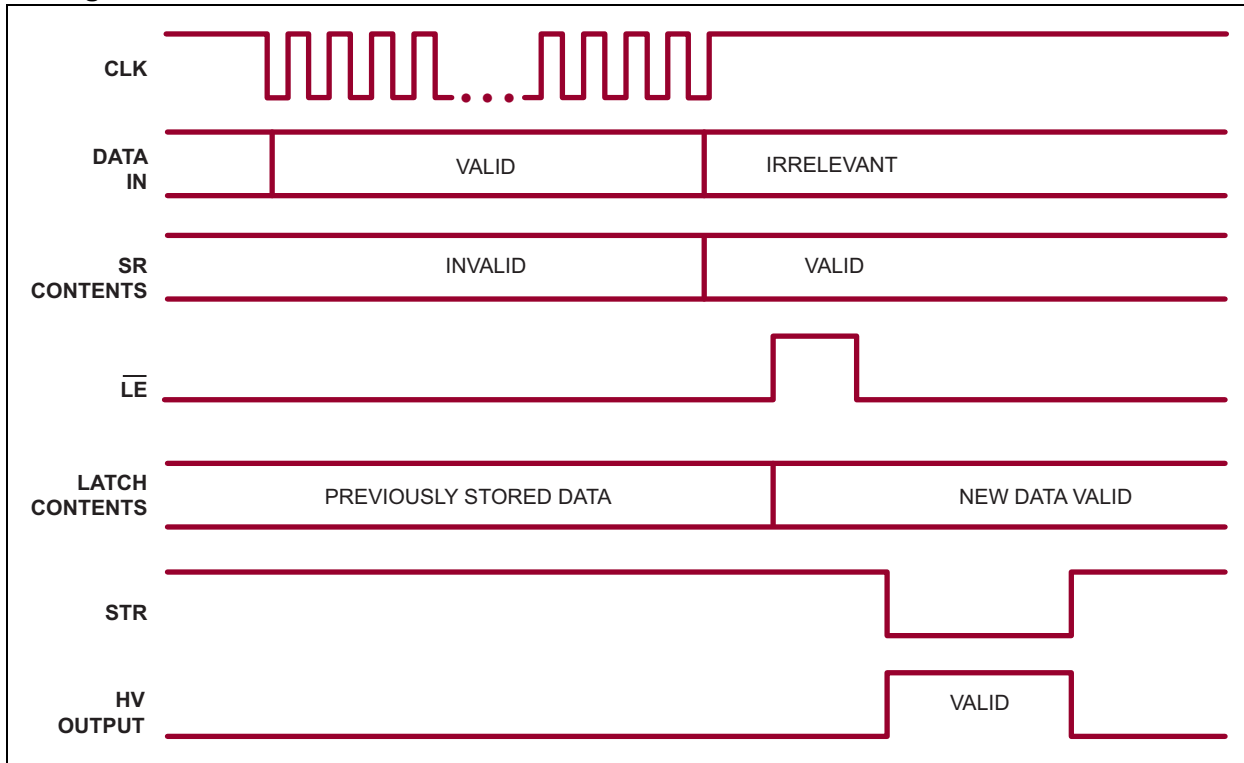 CLK
DATA
IN
VALID
IRRELEVANT
SR
CONTENTS
INVALID
VALID
L̅E̅
LATCH
CONTENTS
PREVIOUSLY STORED DATA
NEW DATA VALID
STR
HV
OUTPUT
VALID